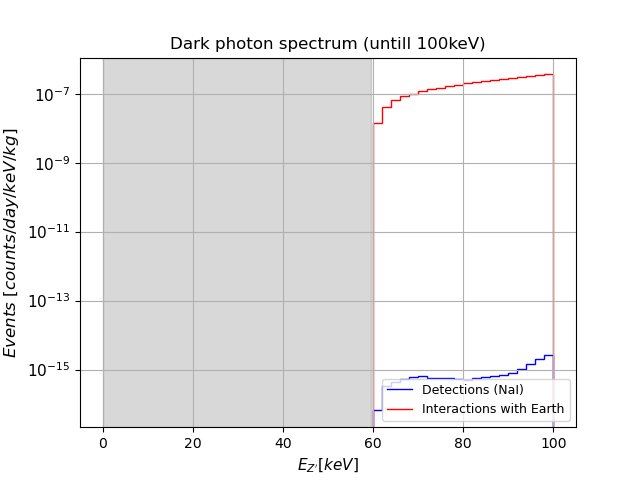 Dark photon spectrum (untill 100keV)
Events [counts/day/keV/kg]
10⁻⁷
10⁻⁹
10⁻¹¹
10⁻¹³
10⁻¹⁵
Detections (NaI)
Interactions with Earth
0 20 40 60 80 100
E_{Z'}[keV]